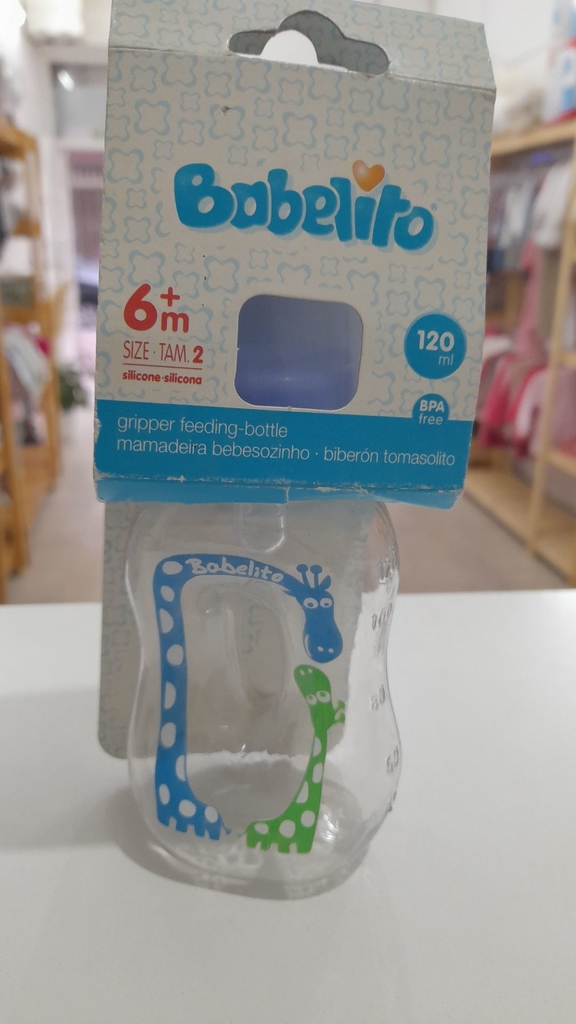 Babelito
6+
m
SIZE · TAM. 2
silicone·silicona
120
ml
BPA
free
gripper feeding-bottle
mamadeira bebesozinho · biberón tomasolito
Babelito